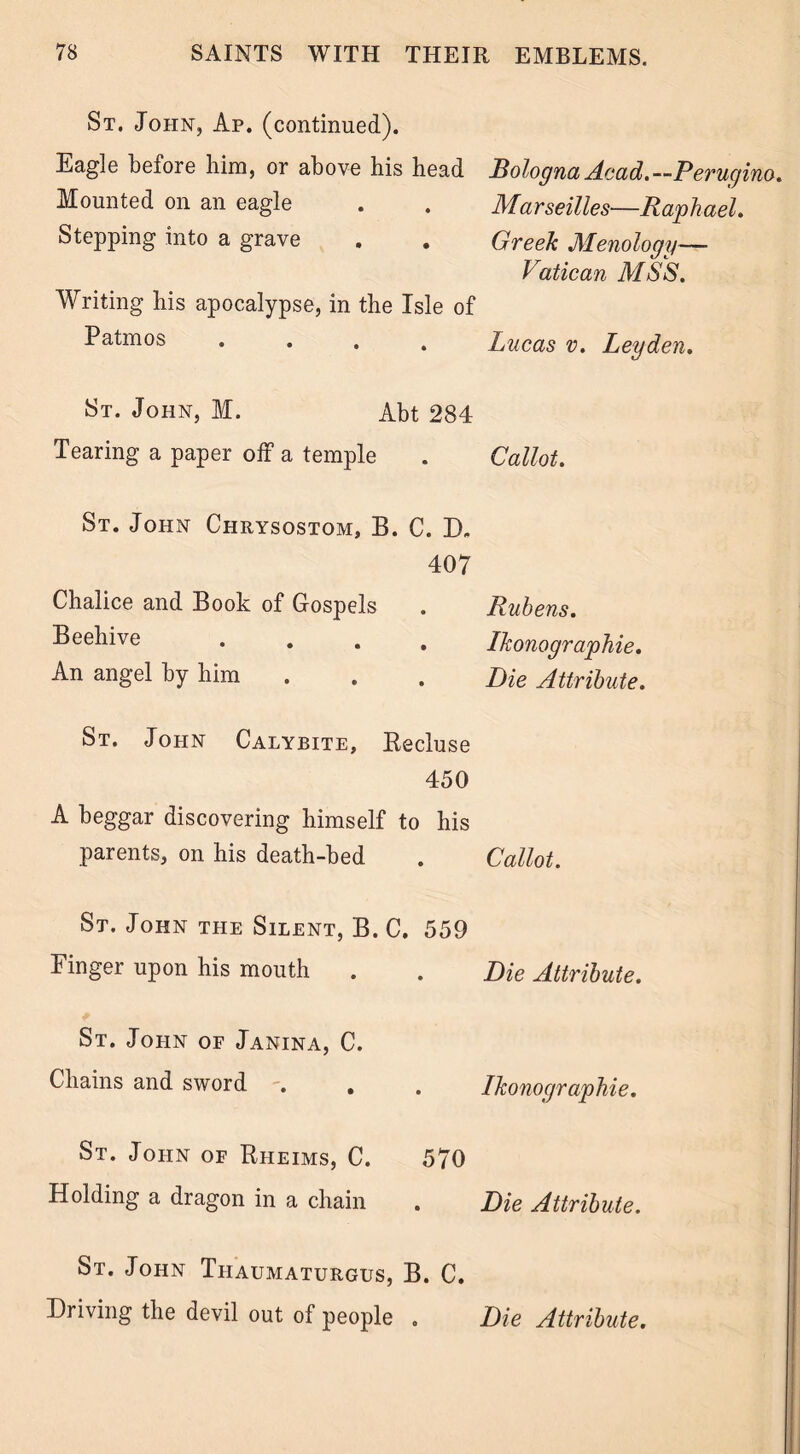 78 SAINTS WITH THEIR EMBLEMS.
St. John, Ap. (continued).
Eagle before him, or above his head Bologna Acad.--Perugino.
Mounted on an eagle . . Marseilles—Raphael.
Stepping into a grave . . Greek Menology—
Vatican MSS.
Writing his apocalypse, in the Isle of
Patmos . . . . Lucas v. Leyden.
St. John, M. Abt 284
Tearing a paper off a temple . Callot.
St. John Chrysostom, B. C. D.
407
Chalice and Book of Gospels . Rubens.
Beehive . . . . Ikonographie.
An angel by him . . . Die Attribute.
St. John Calybite, Recluse
450
A beggar discovering himself to his
parents, on his death-bed . Callot.
St. John the Silent, B. C. 559
Finger upon his mouth . . Die Attribute.
St. John of Janina, C.
Chains and sword . . . Ikonographie.
St. John of Rheims, C. 570
Holding a dragon in a chain . Die Attribute.
St. John Thaumaturgus, B. C.
Driving the devil out of people . Die Attribute.